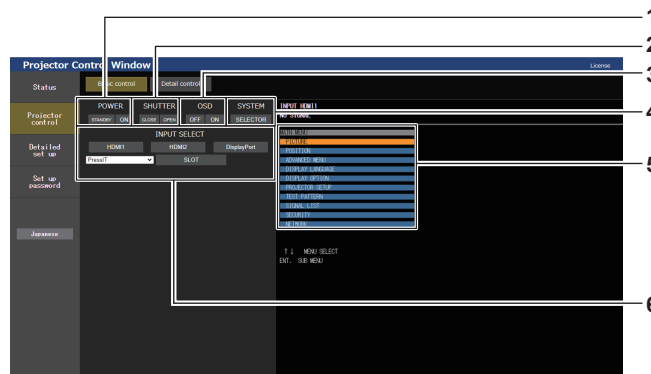 1
2
3
4
5
6
Projector Control Window
License
Status
Basic control
Detail control
Projector control
Detailed set up
Set up password
Japanese
POWER
STANDBY ON
SHUTTER
CLOSE OPEN
OSD
OFF ON
SYSTEM
SELECTOR
INPUT SELECT
HDMI1
HDMI2
DisplayPort
PressIT
SLOT
INPUT HDMI1
NO SIGNAL
MAIN MENU
PICTURE
POSITION
ADVANCED MENU
DISPLAY LANGUAGE
DISPLAY OPTION
PROJECTOR SETUP
TEST PATTERN
SIGNAL LIST
SECURITY
NETWORK
↑↓ MENU SELECT
ENT. SUB MENU